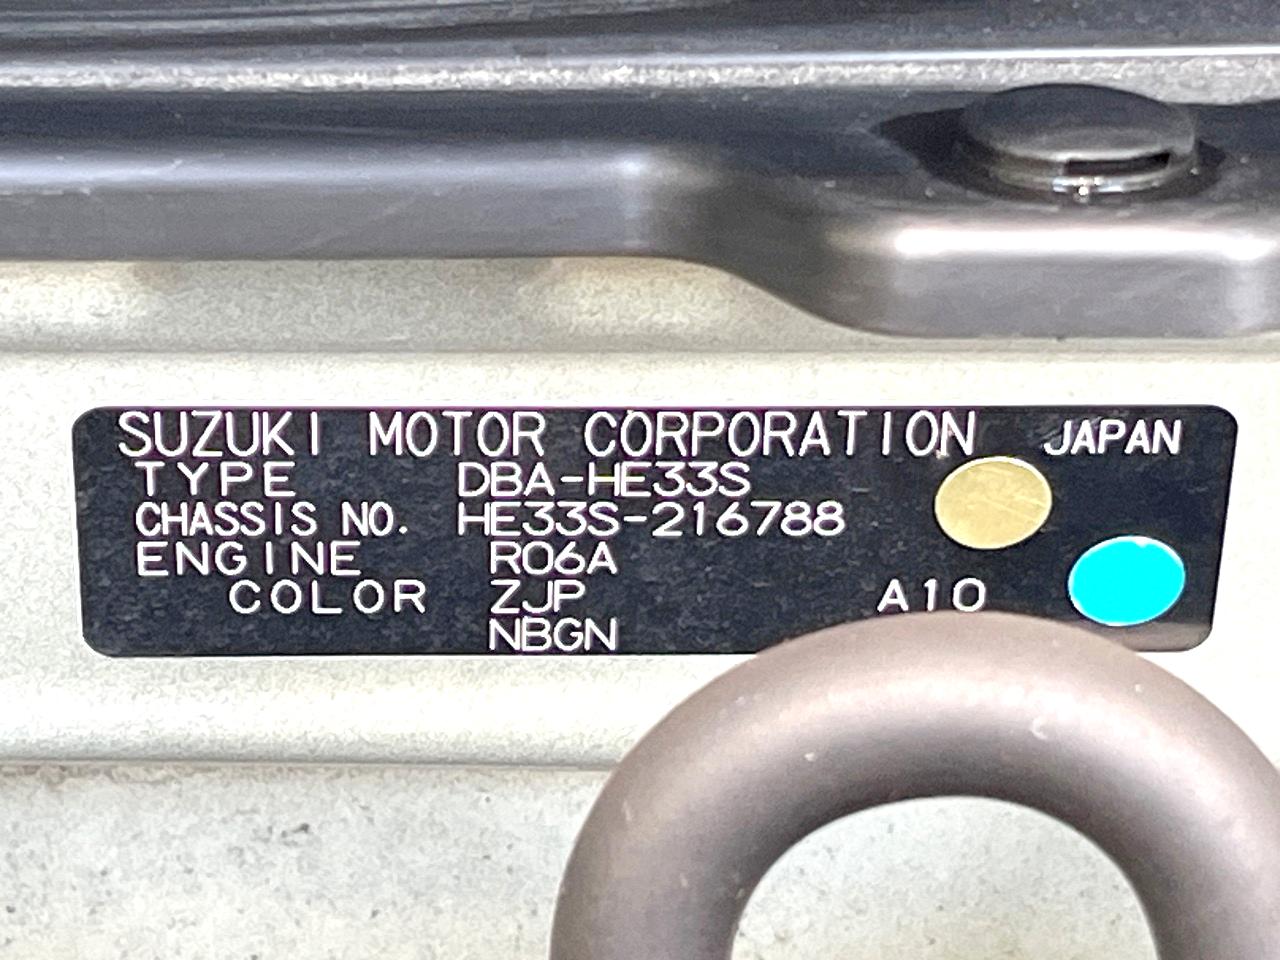 SUZUKI MOTOR CORPORATION JAPAN
TYPE DBA-HE33S
CHASSIS NO. HE33S-216788
ENGINE R06A
COLOR ZJP A10
NBGN